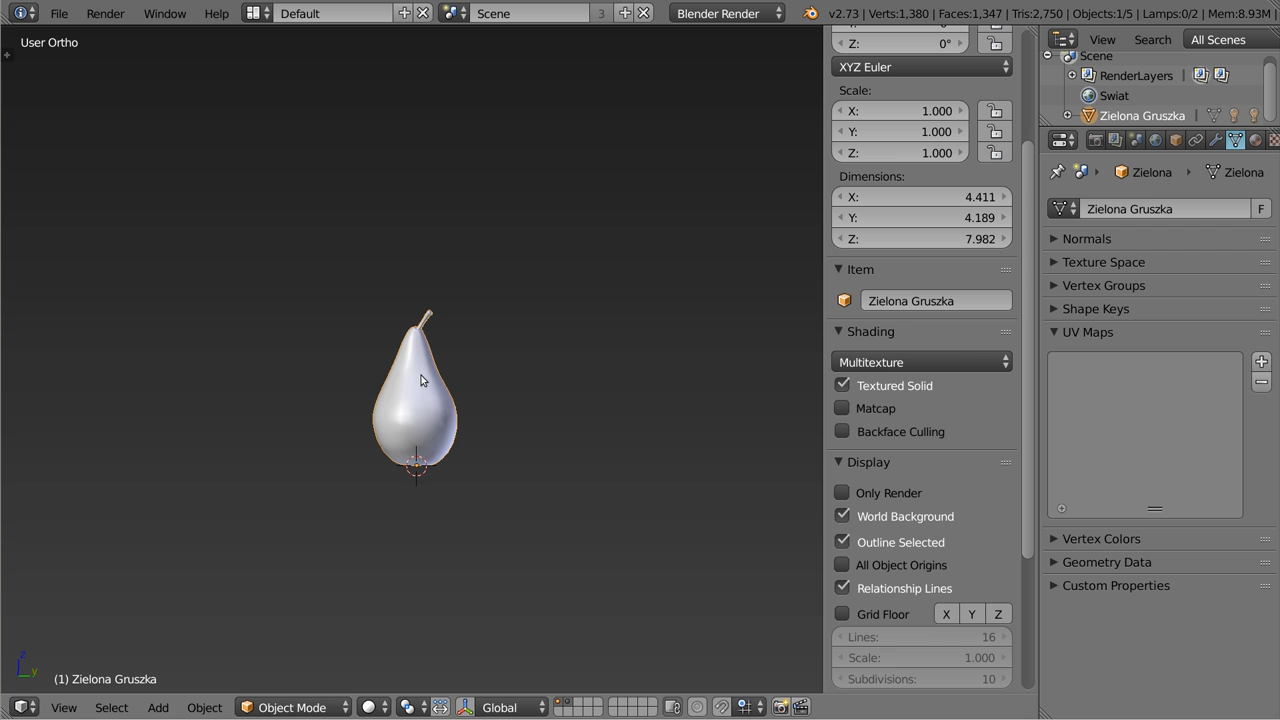 File Render Window Help Default Scene 3 Blender Render v2.73 | Verts:1,380 | Faces:1,347 | Tris:2,750 | Objects:1/5 | Lamps:0/2 | Mem:8.93M
User Ortho
Z: 0°
XYZ Euler
Scale:
X: 1.000
Y: 1.000
Z: 1.000
Dimensions:
X: 4.411
Y: 4.189
Z: 7.982
Item
Zielona Gruszka
Shading
Multitexture
Textured Solid
Matcap
Backface Culling
Display
Only Render
World Background
Outline Selected
All Object Origins
Relationship Lines
Grid Floor X Y Z
Lines: 16
Scale: 1.000
Subdivisions: 10
View Search All Scenes
Scene
RenderLayers
Swiat
Zielona Gruszka
Zielona Zielona
Zielona Gruszka F
Normals
Texture Space
Vertex Groups
Shape Keys
UV Maps
Vertex Colors
Geometry Data
Custom Properties
z
y
(1) Zielona Gruszka
View Select Add Object Object Mode Global